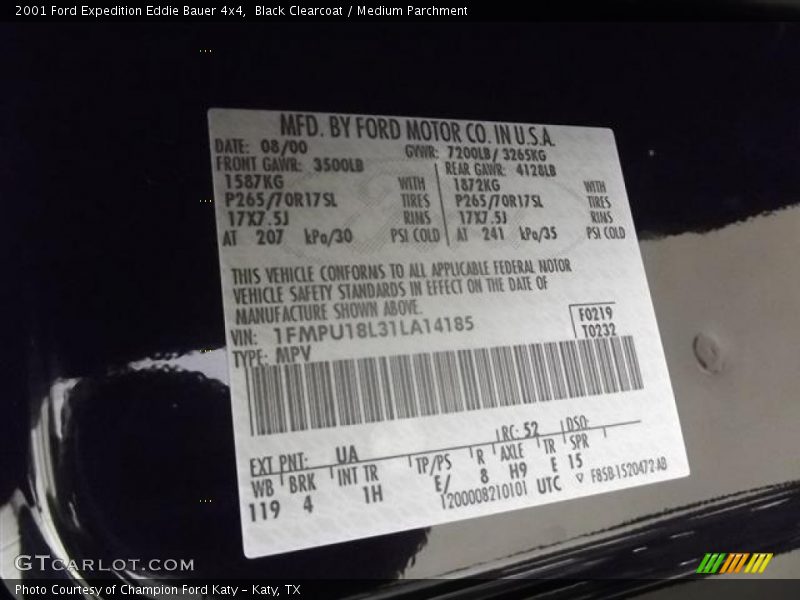 2001 Ford Expedition Eddie Bauer 4x4, Black Clearcoat / Medium Parchment
MFD. BY FORD MOTOR CO. IN U.S.A.
DATE: 08/00 GVWR: 7200LB/ 3265KG
FRONT GAWR: 3500LB REAR GAWR: 4128LB
1587KG WITH 1872KG WITH
P265/70R17SL TIRES P265/70R17SL TIRES
17X7.5J RIMS 17X7.5J RIMS
AT 207 kPa/30 PSI COLD AT 241 kPa/35 PSI COLD
THIS VEHICLE CONFORMS TO ALL APPLICABLE FEDERAL MOTOR
VEHICLE SAFETY STANDARDS IN EFFECT ON THE DATE OF
MANUFACTURE SHOWN ABOVE.
VIN: 1FMPU18L31LA14185 F0219
TYPE: MPV T0232
EXT PNT: UA RC: 52 DSO:
WB BRK INT TR TP/PS R AXLE TR SPR
119 4 1H E/ 8 H9 E 15
1200008210101 UTC ▽ F85B-1520472-AB
GTCARLOT.COM
Photo Courtesy of Champion Ford Katy – Katy, TX